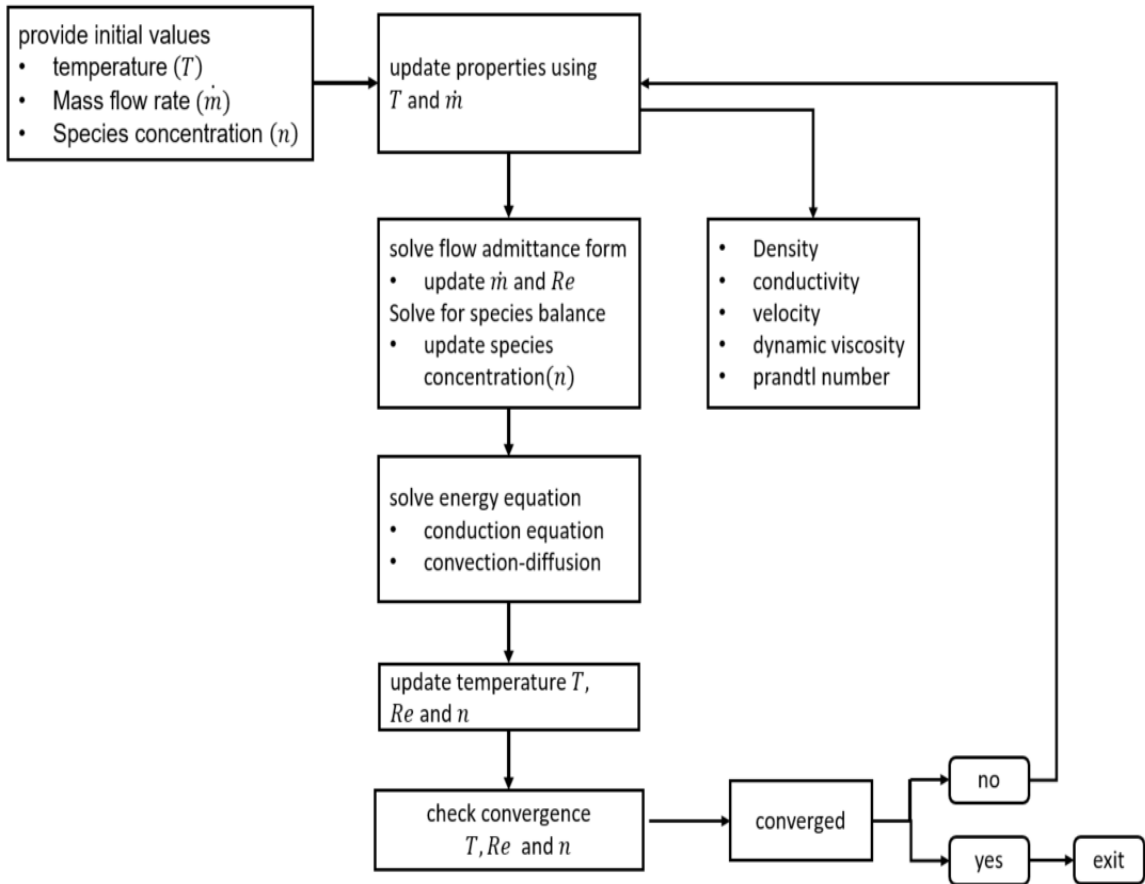 provide initial values
• temperature (T)
• Mass flow rate (ṁ)
• Species concentration (n)
update properties using
T and ṁ
solve flow admittance form
• update ṁ and Re
Solve for species balance
• update species
concentration(n)
• Density
• conductivity
• velocity
• dynamic viscosity
• prandtl number
solve energy equation
• conduction equation
• convection-diffusion
update temperature T,
Re and n
check convergence
T, Re and n
converged
no
yes
exit